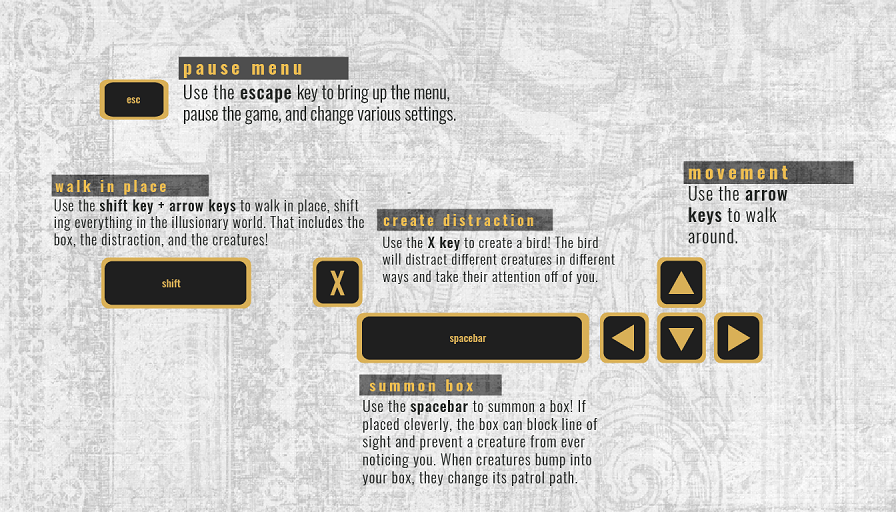 pause menu
esc
Use the escape key to bring up the menu,
pause the game, and change various settings.
movement
Use the arrow
keys to walk
around.
walk in place
Use the shift key + arrow keys to walk in place, shift
ing everything in the illusionary world. That includes the
box, the distraction, and the creatures!
create distraction
Use the X key to create a bird! The bird
will distract different creatures in different
ways and take their attention off of you.
shift
X
spacebar
summon box
Use the spacebar to summon a box! If
placed cleverly, the box can block line of
sight and prevent a creature from ever
noticing you. When creatures bump into
your box, they change its patrol path.